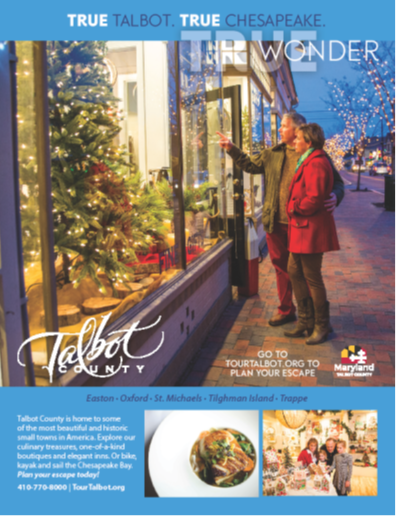 TRUE TALBOT. TRUE CHESAPEAKE.
TRUE WONDER
Talbot
COUNTY
GO TO
TOURTALBOT.ORG TO
PLAN YOUR ESCAPE
Maryland
Easton • Oxford • St. Michaels • Tilghman Island • Trappe
Talbot County is home to some
of the most beautiful and historic
small towns in America. Explore our
culinary treasures, one-of-a-kind
boutiques and elegant inns. Or bike,
kayak and sail the Chesapeake Bay.
Plan your escape today!
410-770-8000 | TourTalbot.org